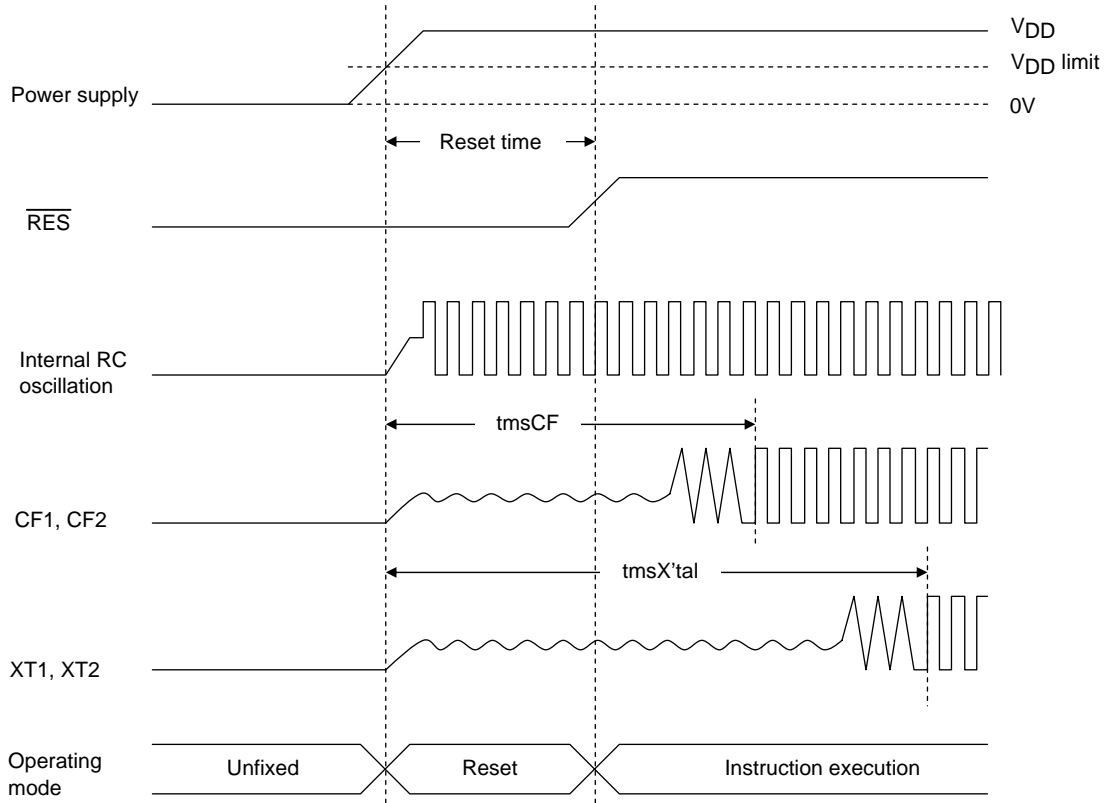 VDD
VDD limit
Power supply
0V
Reset time
RES
Internal RC
oscillation
tmsCF
CF1, CF2
tmsX'tal
XT1, XT2
Operating
mode
Unfixed
Reset
Instruction execution